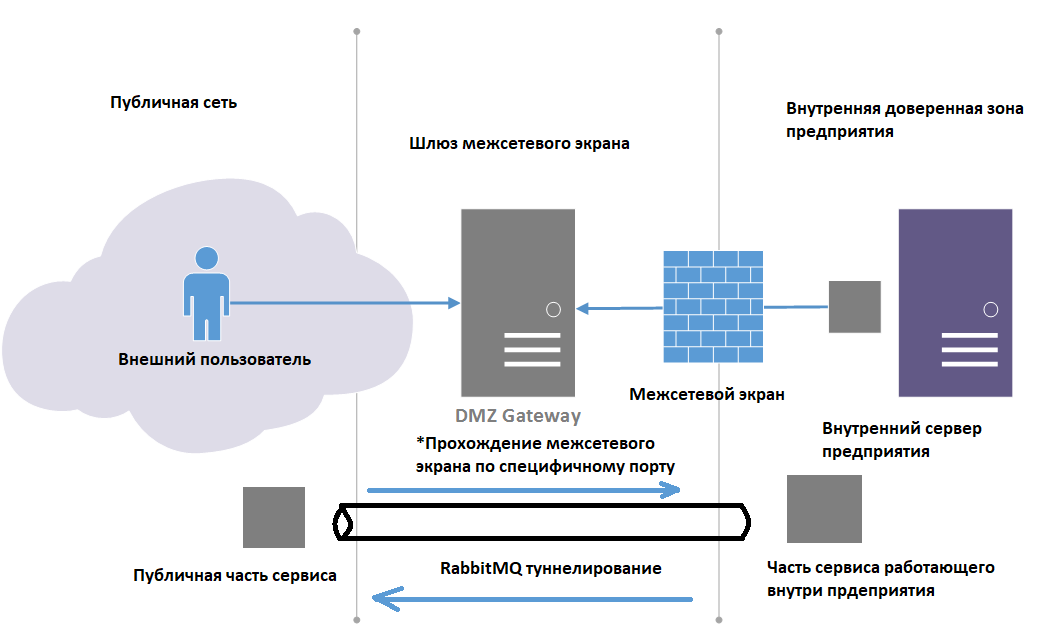 Публичная сеть
Внутренняя доверенная зона
предприятия
Шлюз межсетевого экрана
Внешний пользователь
Межсетевой экран
DMZ Gateway
Внутренний сервер
предприятия
*Прохождение межсетевого
экрана по специфичному порту
Публичная часть сервиса
RabbitMQ туннелирование
Часть сервиса работающего
внутри прдеприятия